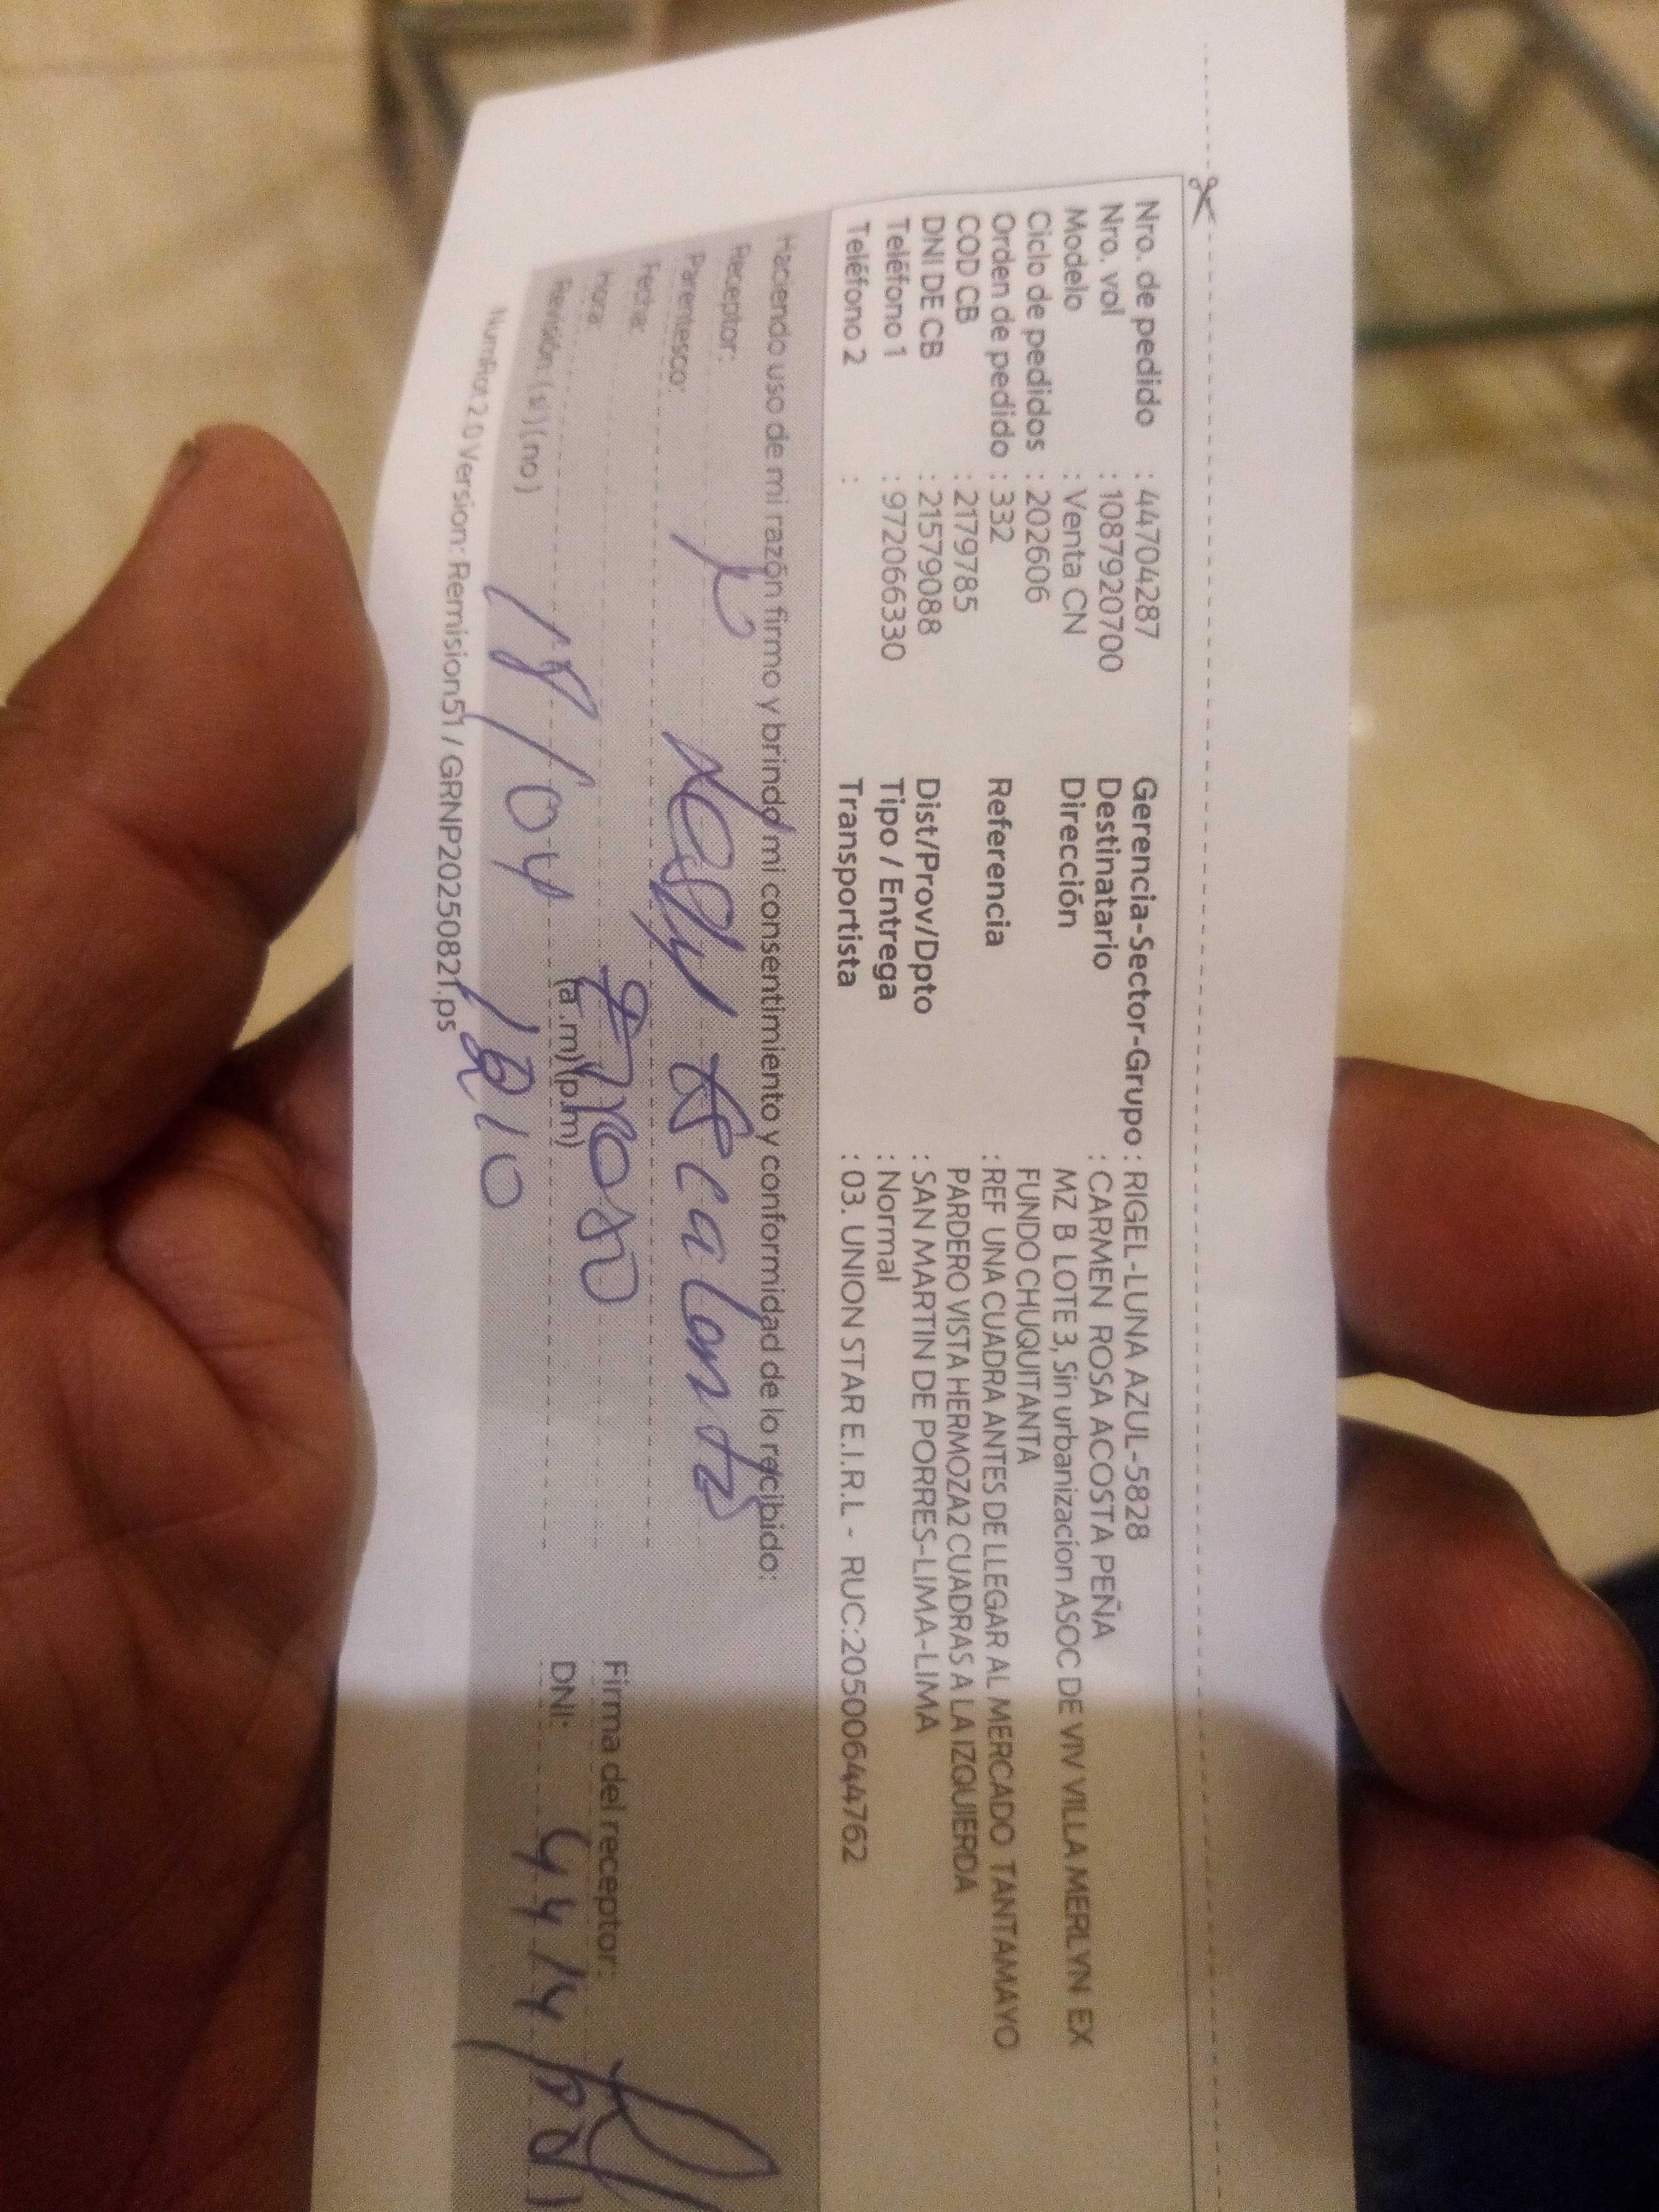 Nro. de pedido : 44704287
Nro. vol : 1087920700
Modelo : Venta CN
Ciclo de pedidos : 202606
Orden de pedido : 332
COD CB : 2179785
DNI DE CB : 21579088
Teléfono 1 : 972066330
Teléfono 2 :
Gerencia-Sector-Grupo : RIGEL-LUNA AZUL-5828
Destinatario : CARMEN ROSA ACOSTA PEÑA
Dirección MZ B LOTE 3, Sin urbanizacion ASOC DE VIV VILLA MERLYN EX
FUNDO CHUQUITANTA
Referencia : REF UNA CUADRA ANTES DE LLEGAR AL MERCADO TANTAMAYO
PARDERO VISTA HERMOZA2 CUADRAS A LA IZQUIERDA
Dist/Prov/Dpto : SAN MARTIN DE PORRES-LIMA-LIMA
Tipo / Entrega : Normal
Transportista : 03. UNION STAR E.I.R.L - RUC:20500644762
Haciendo uso de mi razón firmo y brindo mi consentimiento y conformidad de lo recibido:
Receptor:
Parentesco: Escalante
Fecha:
Hora: (a.m)(p.m)
Revisión: (si)(no) 18/04
Firma del receptor:
DNI:
NumRot 2.0 Version: Remision51 / GRNP20250821.ps